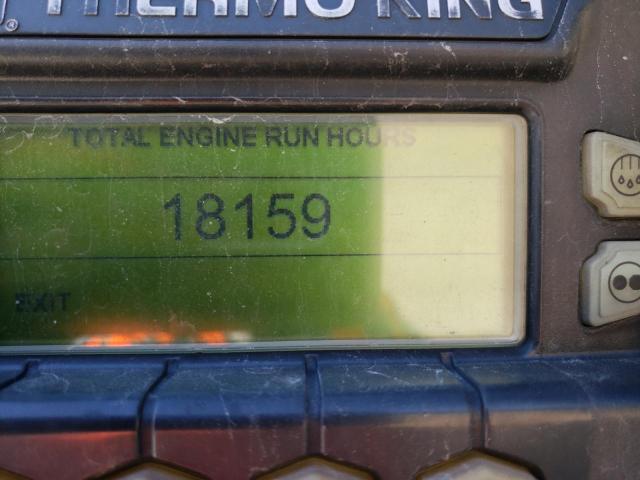 THERMO KING
®
TOTAL ENGINE RUN HOURS
18159
EXIT